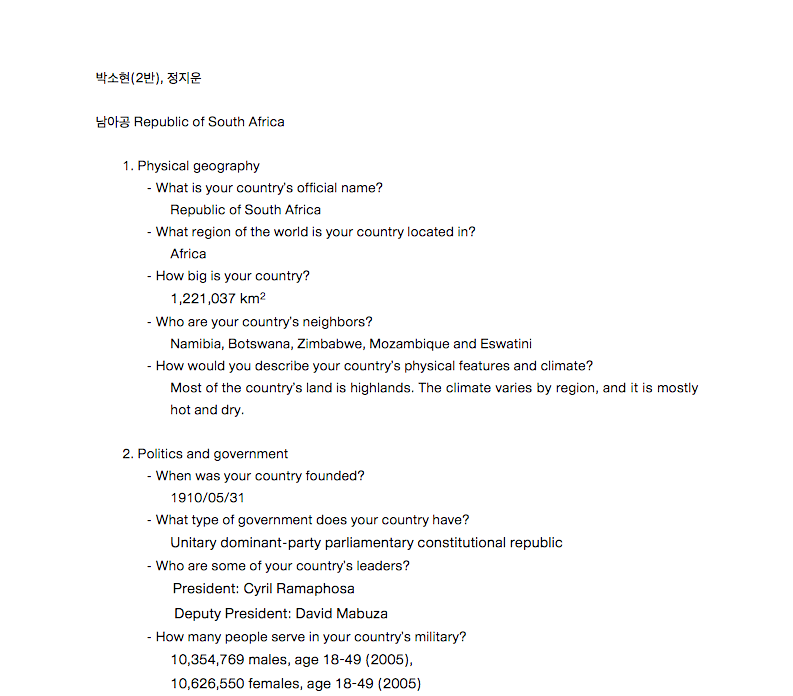 박소현(2반), 정지운
남아공 Republic of South Africa
1. Physical geography
- What is your country's official name?
Republic of South Africa
- What region of the world is your country located in?
Africa
- How big is your country?
1,221,037 km²
- Who are your country's neighbors?
Namibia, Botswana, Zimbabwe, Mozambique and Eswatini
- How would you describe your country's physical features and climate?
Most of the country's land is highlands. The climate varies by region, and it is mostly
hot and dry.
2. Politics and government
- When was your country founded?
1910/05/31
- What type of government does your country have?
Unitary dominant-party parliamentary constitutional republic
- Who are some of your country's leaders?
President: Cyril Ramaphosa
Deputy President: David Mabuza
- How many people serve in your country's military?
10,354,769 males, age 18-49 (2005),
10,626,550 females, age 18-49 (2005)